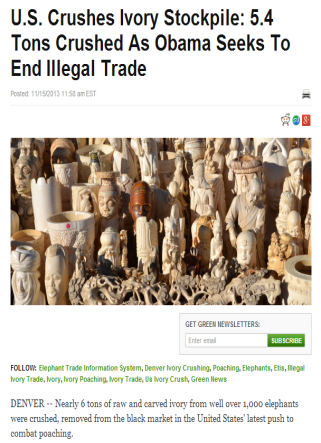 U.S. Crushes Ivory Stockpile: 5.4
Tons Crushed As Obama Seeks To
End Illegal Trade
Posted: 11/15/2013 11:58 am EST
GET GREEN NEWSLETTERS:
Enter email
SUBSCRIBE
FOLLOW: Elephant Trade Information System, Denver Ivory Crushing, Poaching, Elephants, Etis, Illegal
Ivory Trade, Ivory, Ivory Poaching, Ivory Trade, Us Ivory Crush, Green News
DENVER -- Nearly 6 tons of raw and carved ivory from well over 1,000 elephants
were crushed, removed from the black market in the United States' latest push to
combat poaching.